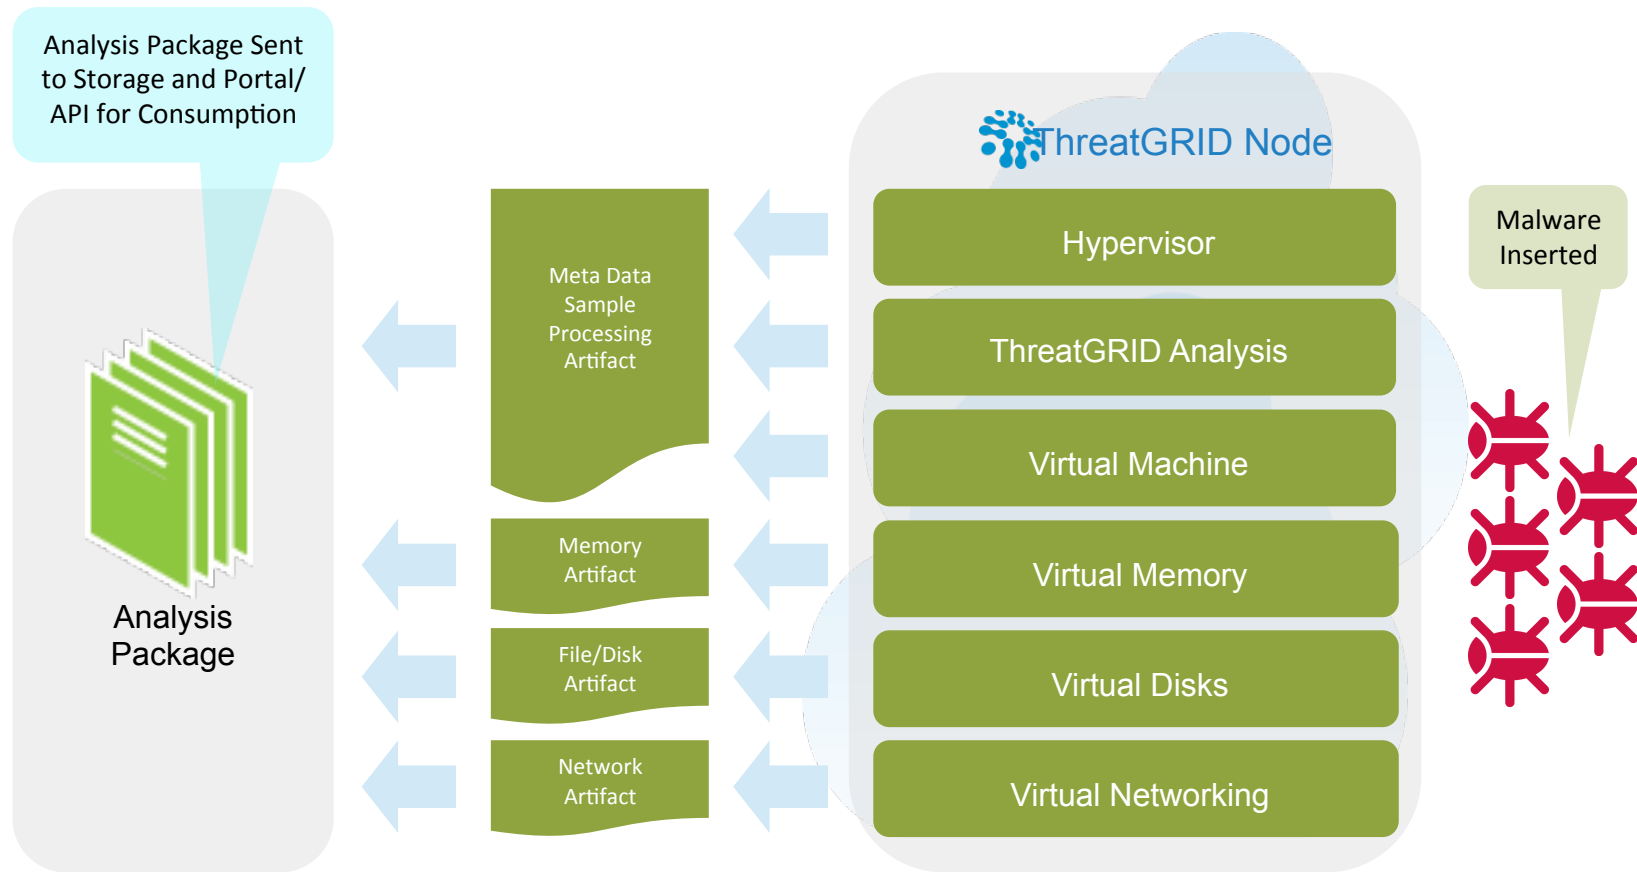 Analysis Package Sent
to Storage and Portal/
API for Consumption
Analysis
Package
Meta Data
Sample
Processing
Artifact
Memory
Artifact
File/Disk
Artifact
Network
Artifact
ThreatGRID Node
Hypervisor
ThreatGRID Analysis
Virtual Machine
Virtual Memory
Virtual Disks
Virtual Networking
Malware
Inserted